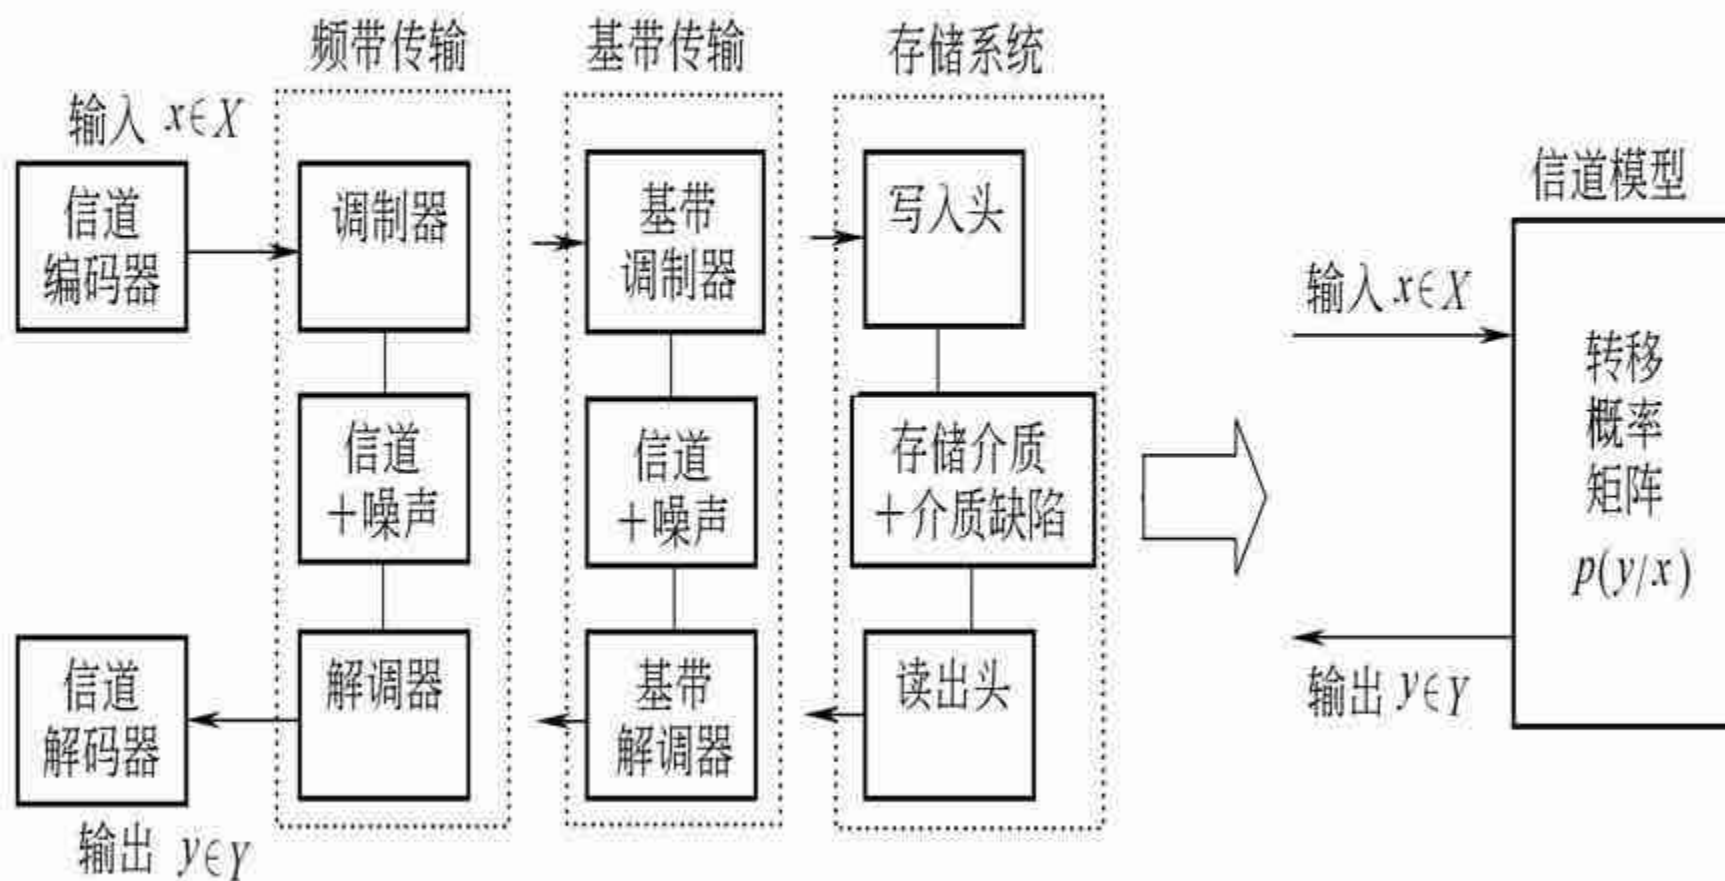 频带传输
基带传输
存储系统
输入 x∈X
信道
编码器
调制器
基带
调制器
写入头
信道
+噪声
信道
+噪声
存储介质
+介质缺陷
信道
解码器
解调器
基带
解调器
读出头
输出 y∈Y
信道模型
输入 x∈X
转移
概率
矩阵
p(y/x)
输出 y∈Y